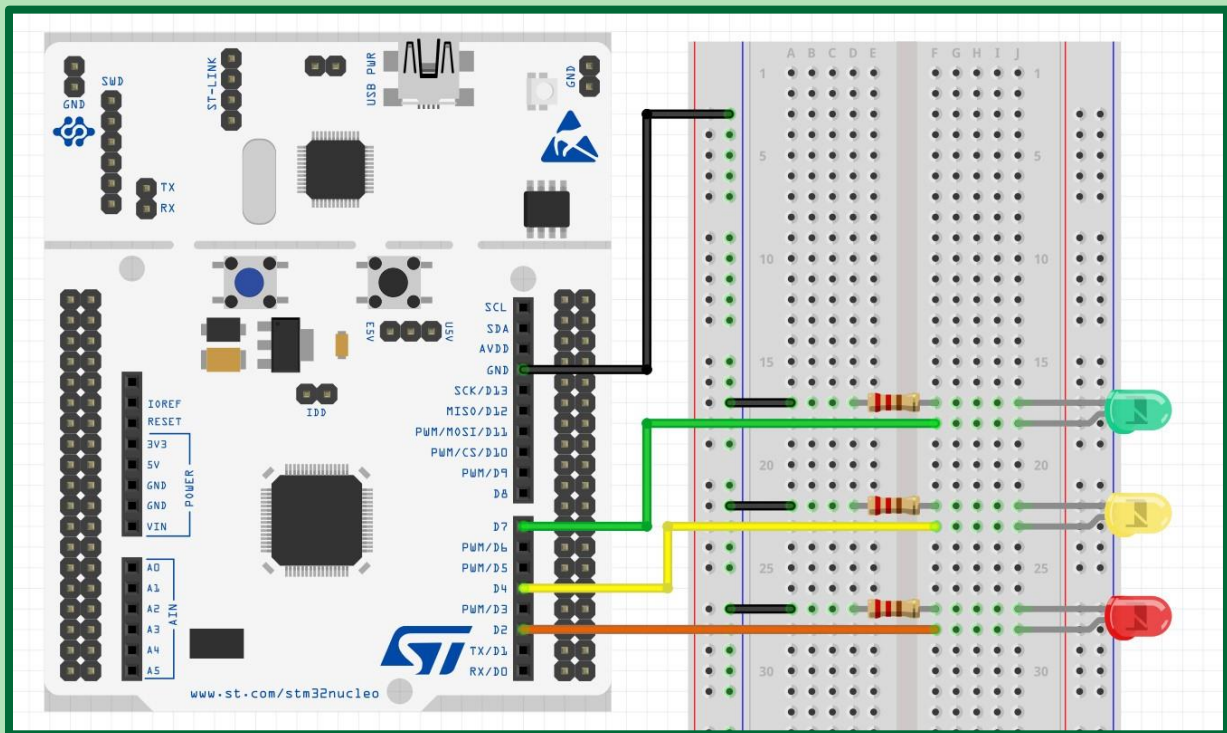 SWD
GND
ST-LINK
USB PWR
GND
TX
RX
E5V
U5V
IDD
SCL
SDA
AVDD
GND
SCK/D13
MISO/D12
PWM/MOSI/D11
PWM/CS/D10
PWM/D9
D8
D7
PWM/D6
PWM/D5
D4
PWM/D3
D2
TX/D1
RX/D0
IOREF
RESET
3V3
5V
GND
GND
VIN
POWER
A0
A1
A2
A3
A4
A5
AIN
ST
www.st.com/stm32nucleo
A B C D E F G H I J
1 1
5 5
10 10
15 15
20 20
25 25
30 30